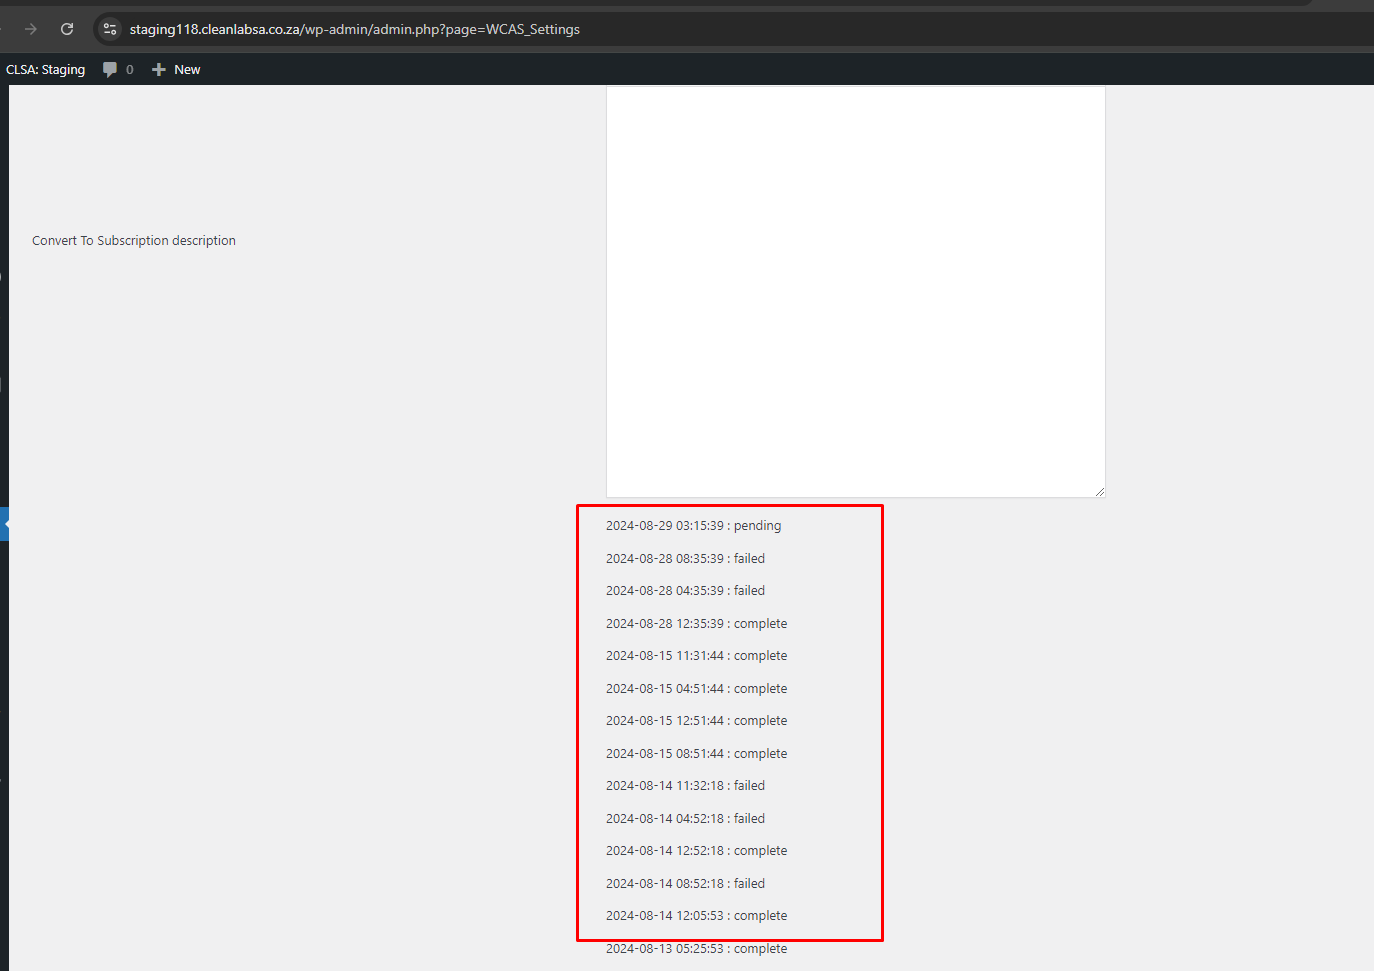 staging118.cleanlabsa.co.za/wp-admin/admin.php?page=WCAS_Settings
CLSA: Staging 0 New
Convert To Subscription description
2024-08-29 03:15:39 : pending
2024-08-28 08:35:39 : failed
2024-08-28 04:35:39 : failed
2024-08-28 12:35:39 : complete
2024-08-15 11:31:44 : complete
2024-08-15 04:51:44 : complete
2024-08-15 12:51:44 : complete
2024-08-15 08:51:44 : complete
2024-08-14 11:32:18 : failed
2024-08-14 04:52:18 : failed
2024-08-14 12:52:18 : complete
2024-08-14 08:52:18 : failed
2024-08-14 12:05:53 : complete
2024-08-13 05:25:53 : complete